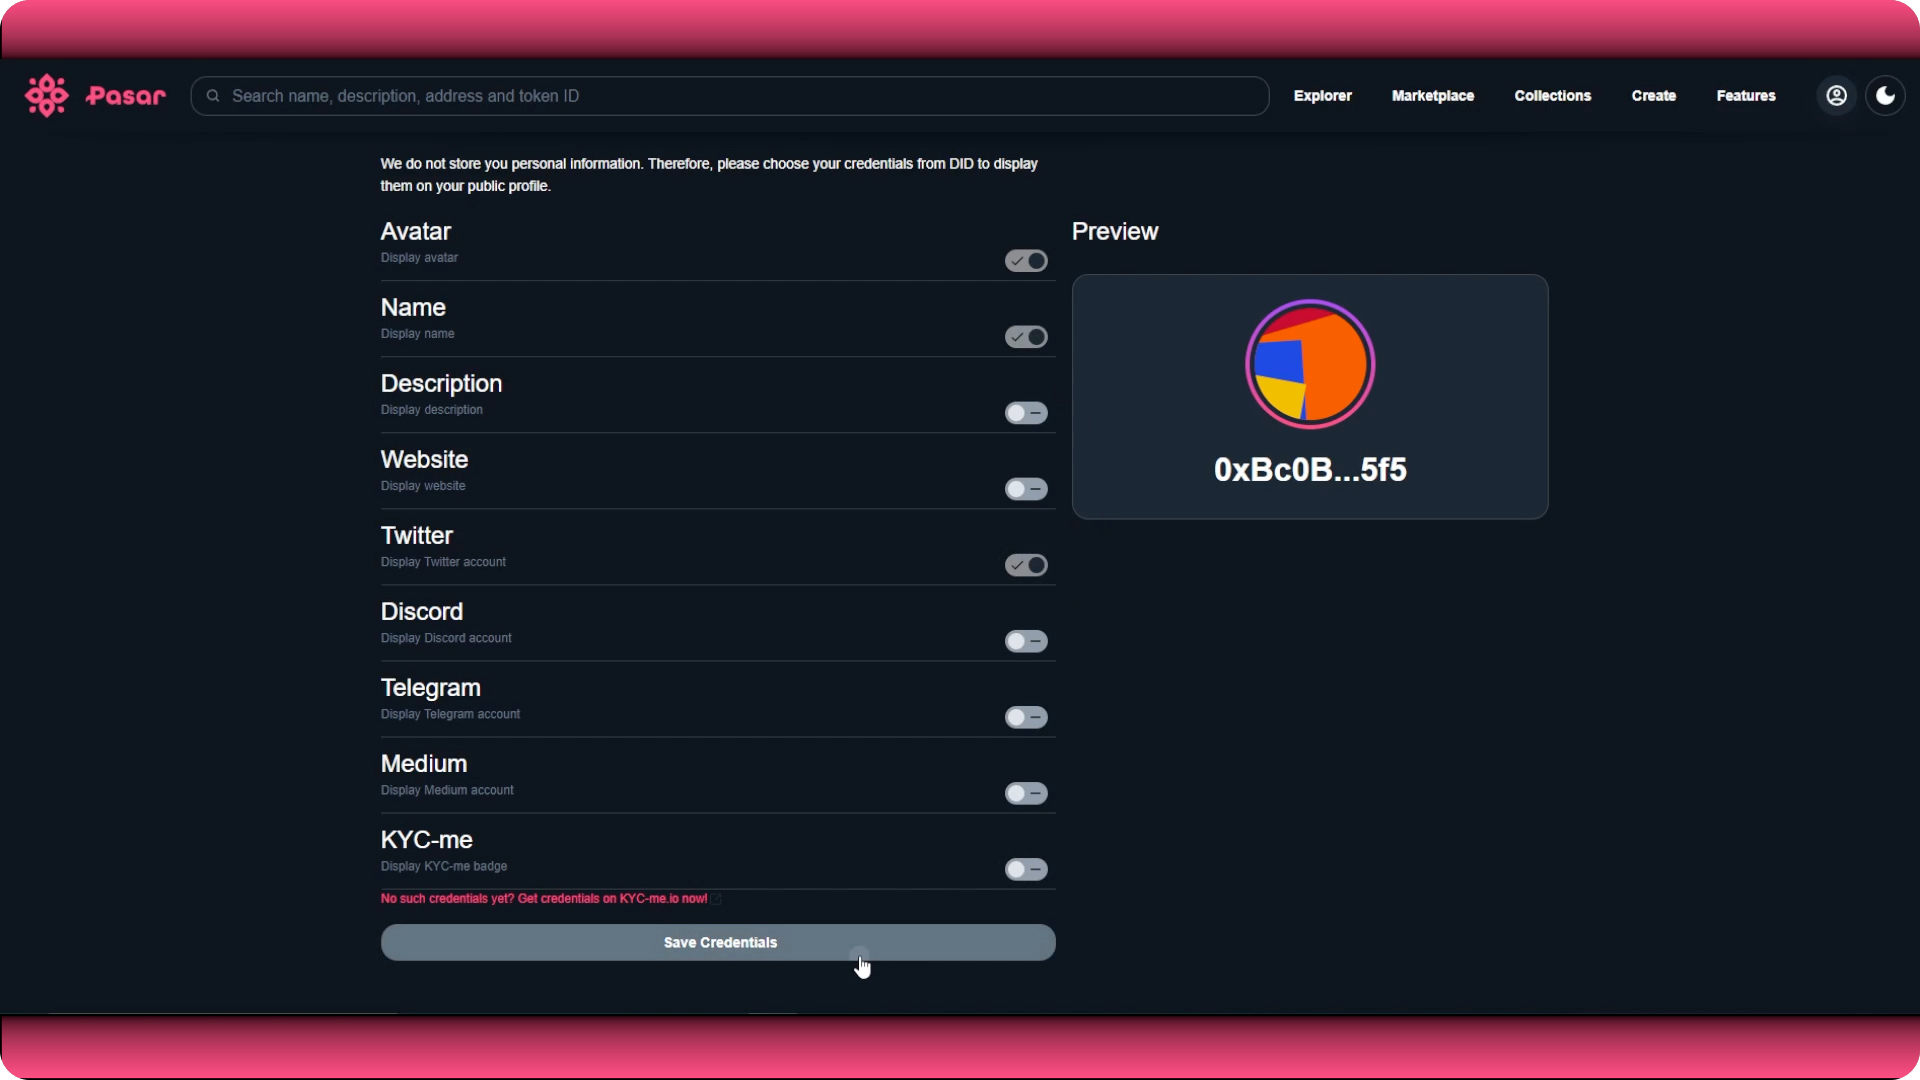 Pasar
Search name, description, address and token ID
Explorer
Marketplace
Collections
Create
Features
We do not store you personal information. Therefore, please choose your credentials from DID to display
them on your public profile.
Avatar
Display avatar
Preview
Name
Display name
Description
Display description
0xBc0B...5f5
Website
Display website
Twitter
Display Twitter account
Discord
Display Discord account
Telegram
Display Telegram account
Medium
Display Medium account
KYC-me
Display KYC-me badge
No such credentials yet? Get credentials on KYC-me.io now!
Save Credentials